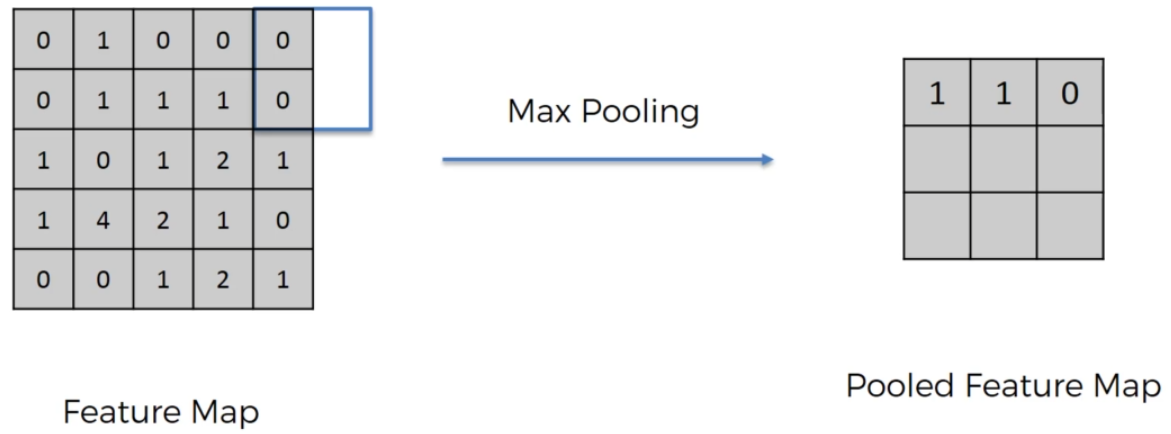 0 1 0 0 0
0 1 1 1 0
1 0 1 2 1
1 4 2 1 0
0 0 1 2 1
Feature Map
Max Pooling
1 1 0
Pooled Feature Map